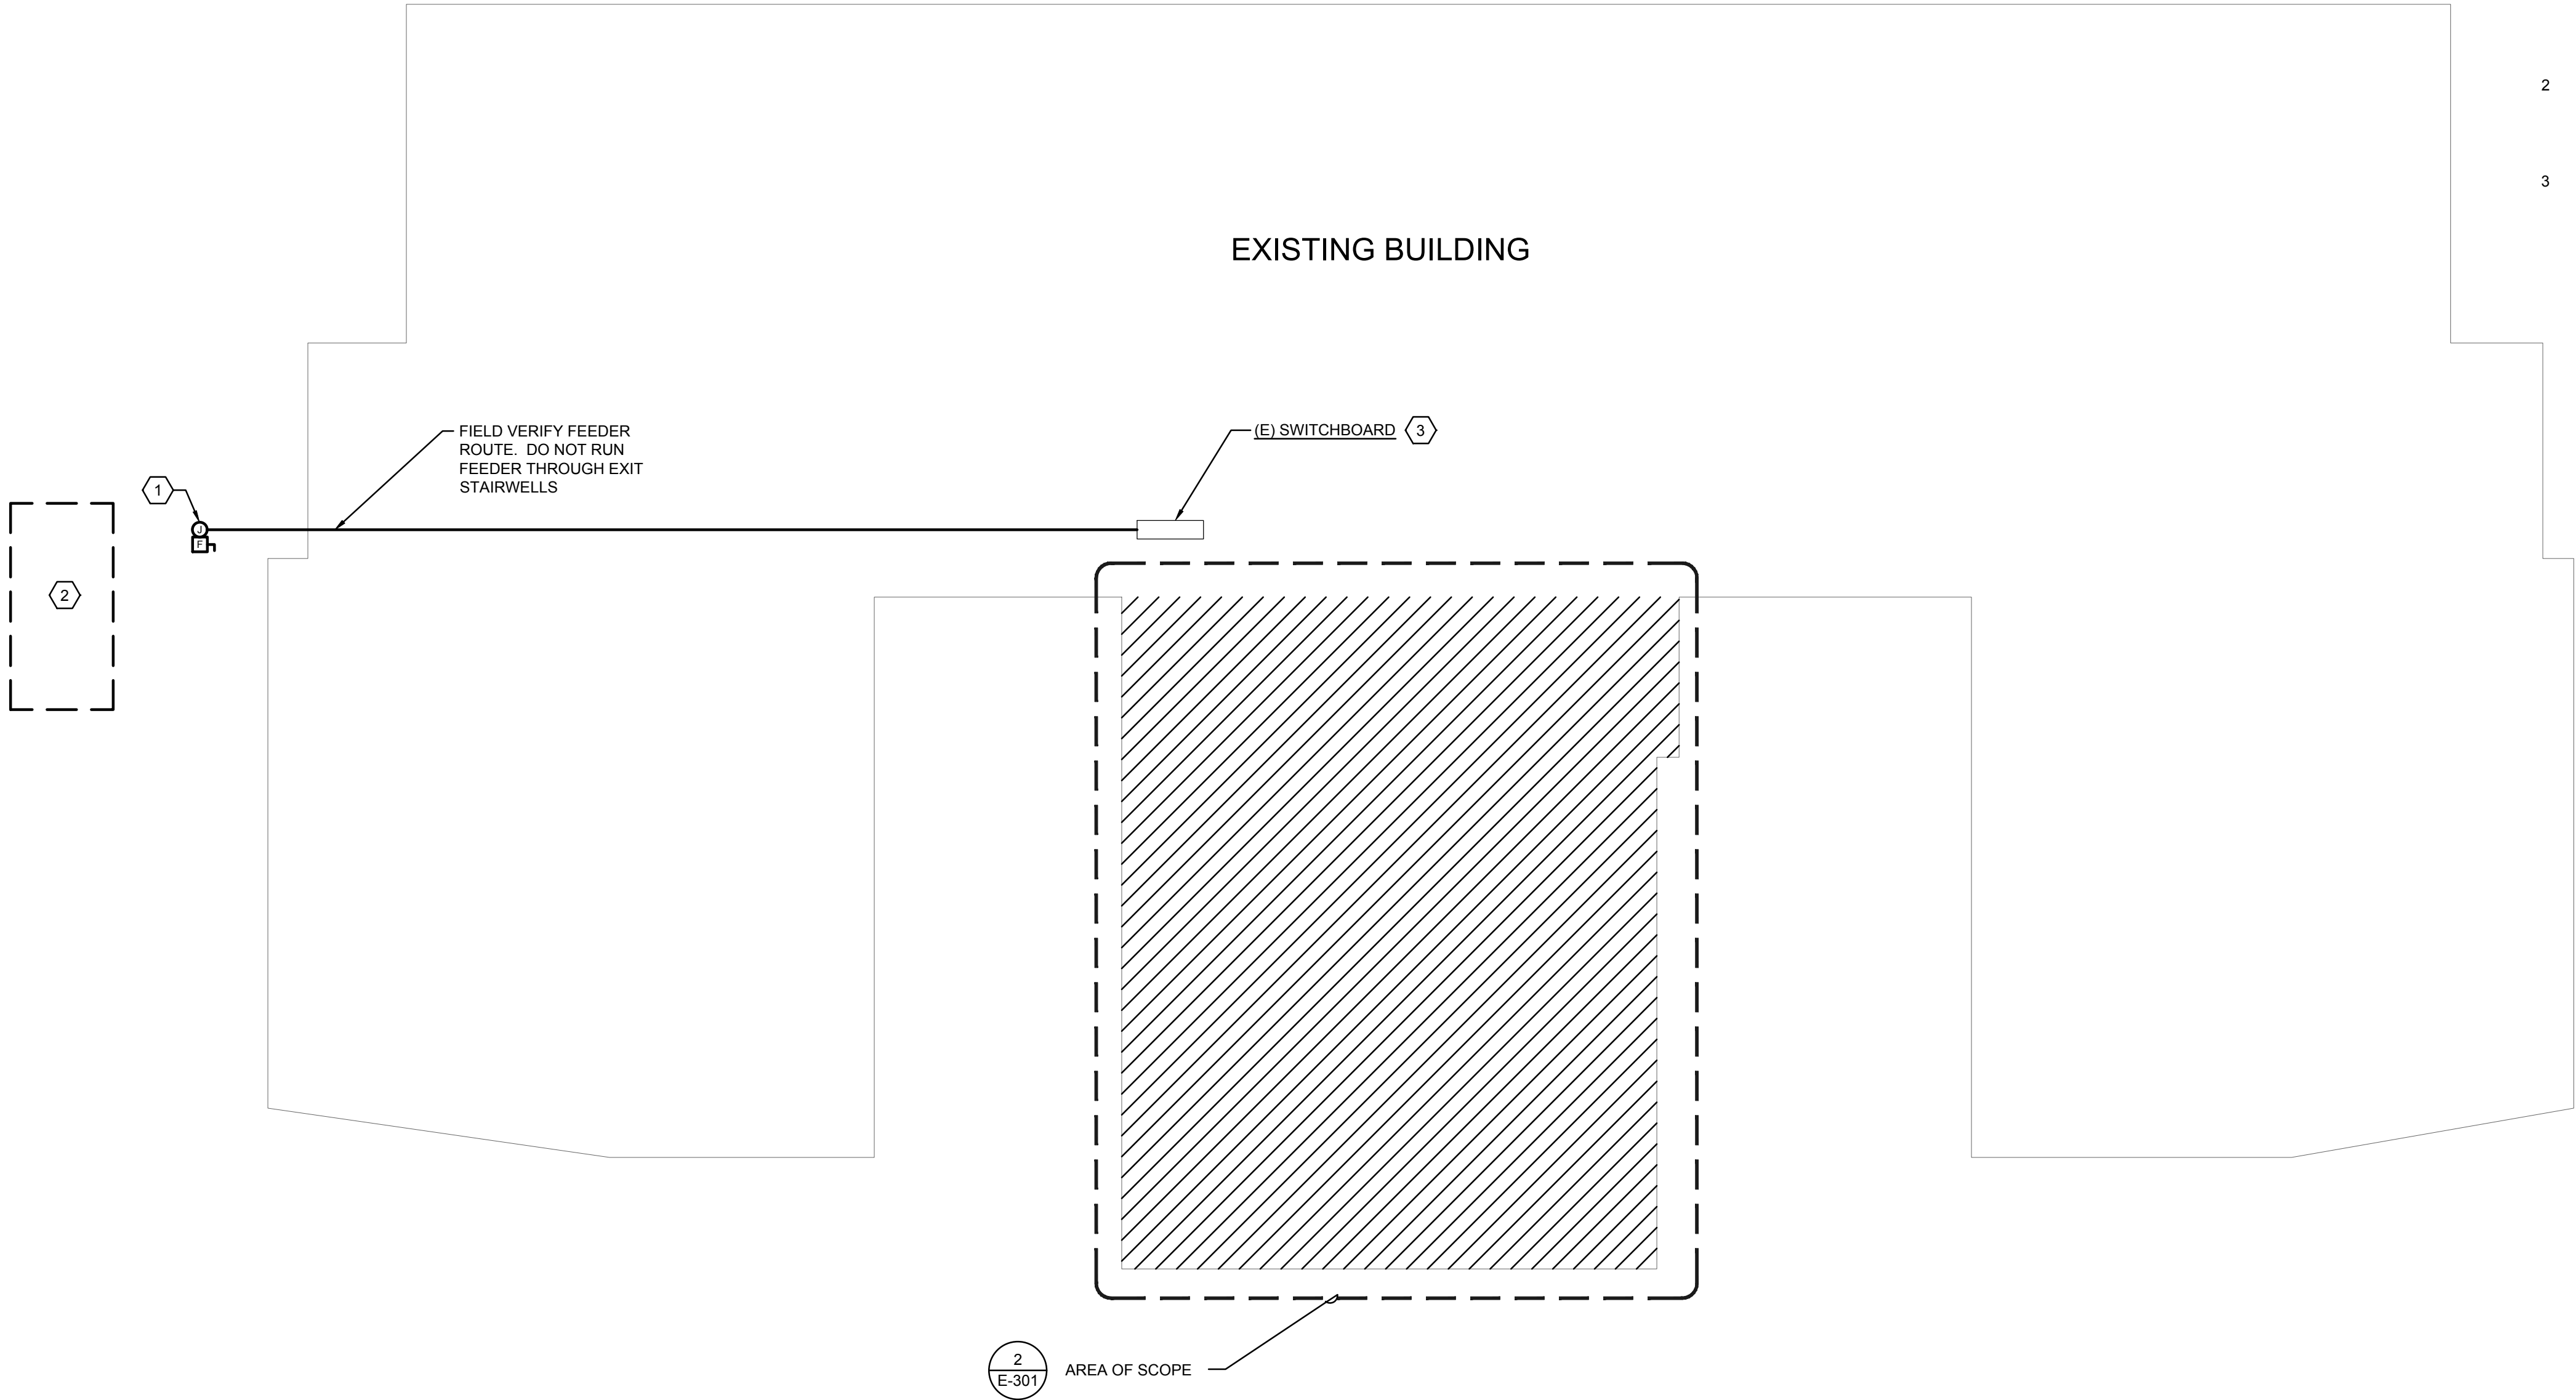 2
3
EXISTING BUILDING
FIELD VERIFY FEEDER
ROUTE. DO NOT RUN
FEEDER THROUGH EXIT
STAIRWELLS
(E) SWITCHBOARD 3
1
J
F
2
2
E-301
AREA OF SCOPE